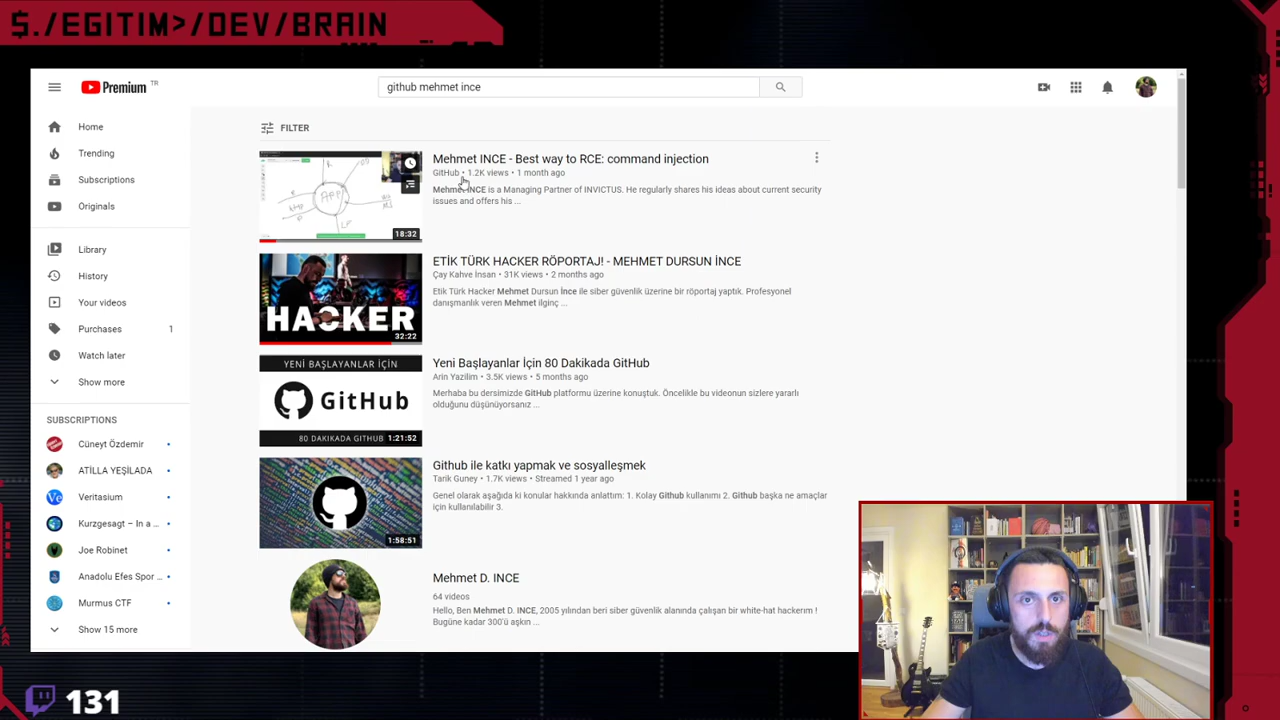 $./EGITIM>/DEV/BRAIN
Premium TR
github mehmet ince
Home
Trending
Subscriptions
Originals
Library
History
Your videos
Purchases 1
Watch later
Show more
SUBSCRIPTIONS
Cüneyt Özdemir
ATİLLA YEŞİLADA
Veritasium
Kurzgesagt – In a ...
Joe Robinet
Anadolu Efes Spor ...
Murmus CTF
Show 15 more
FILTER
18:32
Mehmet INCE - Best way to RCE: command injection
GitHub • 1.2K views • 1 month ago
Mehmet INCE is a Managing Partner of INVICTUS. He regularly shares his ideas about current security
issues and offers his ...
HACKER
32:22
ETİK TÜRK HACKER RÖPORTAJ! - MEHMET DURSUN İNCE
Çay Kahve İnsan • 31K views • 2 months ago
Etik Türk Hacker Mehmet Dursun İnce ile siber güvenlik üzerine bir röportaj yaptık. Profesyonel
danışmanlık veren Mehmet ilginç ...
YENİ BAŞLAYANLAR İÇİN
GitHub
80 DAKIKADA GITHUB 1:21:52
Yeni Başlayanlar İçin 80 Dakikada GitHub
Arin Yazilim • 3.5K views • 5 months ago
Merhaba bu dersimizde GitHub platformu üzerine konuştuk. Öncelikle bu videonun sizlere yararlı
olduğunu düşünüyorsanız ...
1:58:51
Github ile katkı yapmak ve sosyalleşmek
Tarik Guney • 1.7K views • Streamed 1 year ago
Genel olarak aşağıda ki konular hakkında anlattım: 1. Kolay Github kullanımı 2. Github başka ne amaçlar
için kullanılabilir 3.
Mehmet D. INCE
64 videos
Hello, Ben Mehmet D. INCE, 2005 yılından beri siber güvenlik alanında çalışan bir white-hat hackerım !
Bugüne kadar 300'ü aşkın ...
131